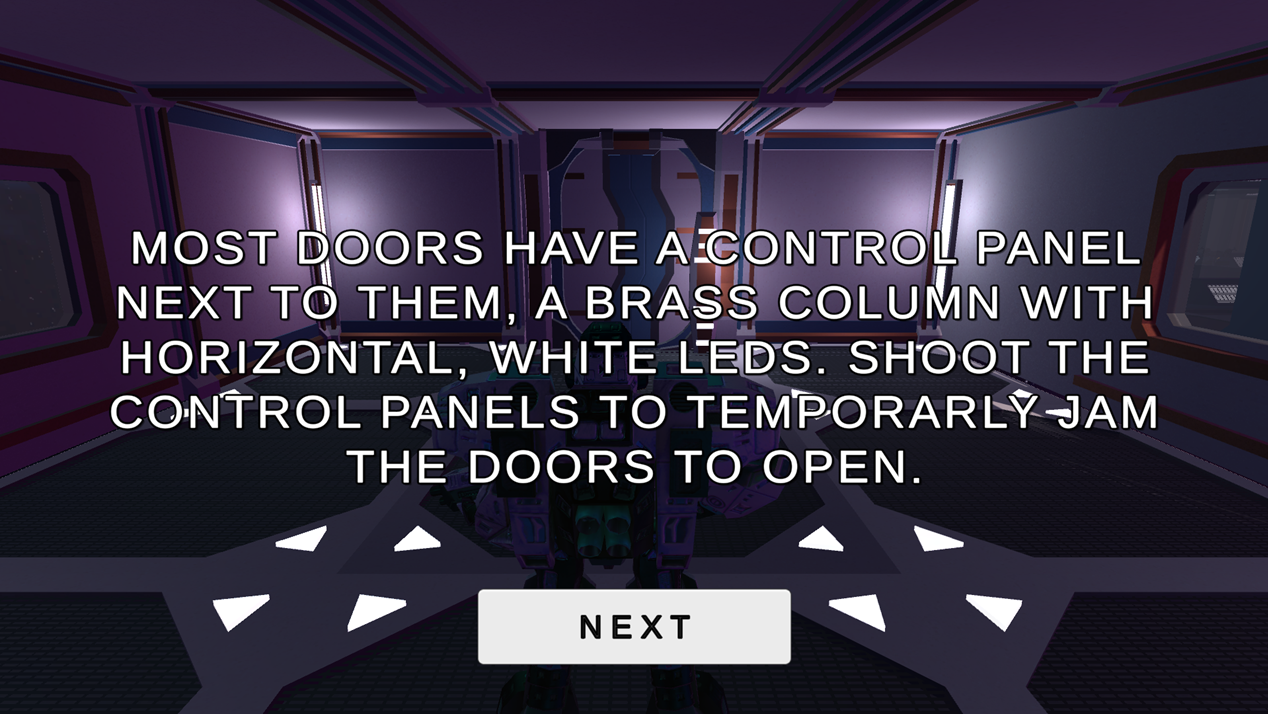 MOST DOORS HAVE A CONTROL PANEL
NEXT TO THEM, A BRASS COLUMN WITH
HORIZONTAL, WHITE LEDS. SHOOT THE
CONTROL PANELS TO TEMPORARLY JAM
THE DOORS TO OPEN.
NEXT